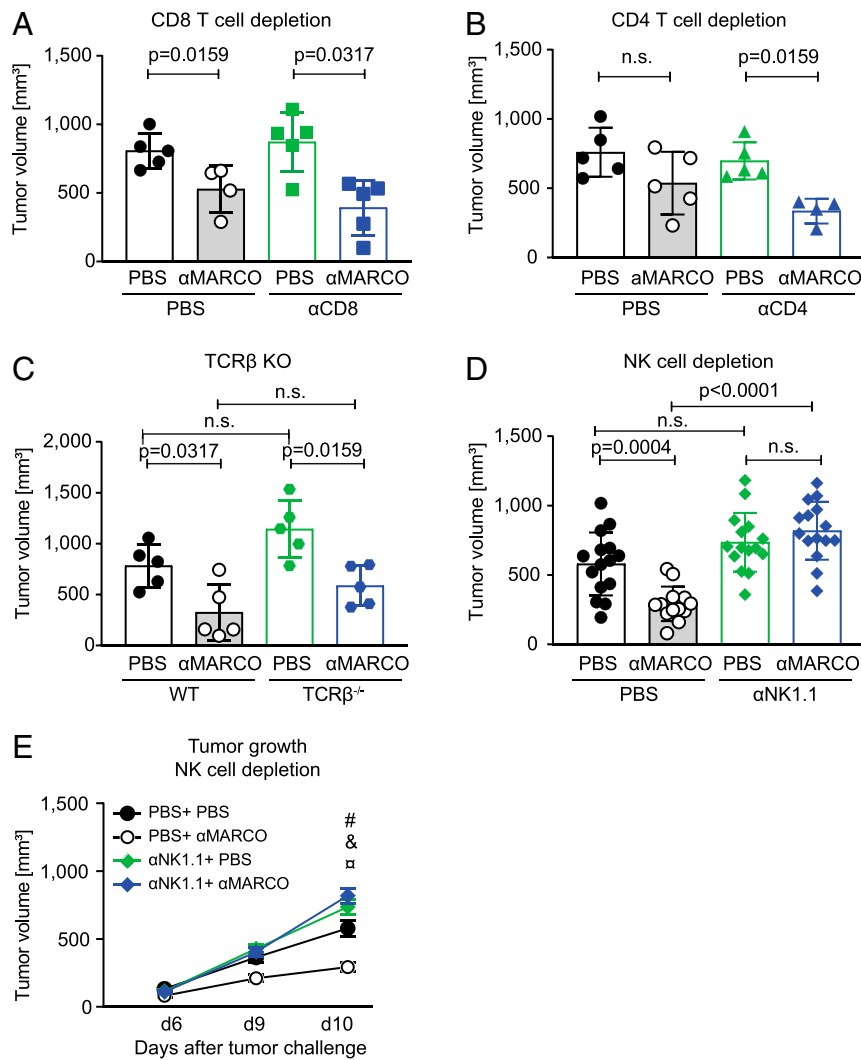 A
CD8 T cell depletion
p=0.0159
p=0.0317
Tumor volume [mm³]
1,500
1,000
500
0
PBS αMARCO PBS αMARCO
PBS αCD8
B
CD4 T cell depletion
n.s.
p=0.0159
Tumor volume [mm³]
1,500
1,000
500
0
PBS aMARCO PBS αMARCO
PBS αCD4
C
TCRβ KO
n.s.
n.s.
p=0.0317
p=0.0159
Tumor volume [mm³]
2,000
1,500
1,000
500
0
PBS αMARCO PBS αMARCO
WT TCRβ-/-
D
NK cell depletion
p<0.0001
n.s.
p=0.0004
n.s.
Tumor volume [mm³]
1,500
1,000
500
0
PBS αMARCO PBS αMARCO
PBS αNK1.1
E
Tumor growth
NK cell depletion
PBS+ PBS
PBS+ αMARCO
αNK1.1+ PBS
αNK1.1+ αMARCO
#
&
¤
Tumor volume [mm³]
1,500
1,000
500
0
d6 d9 d10
Days after tumor challenge